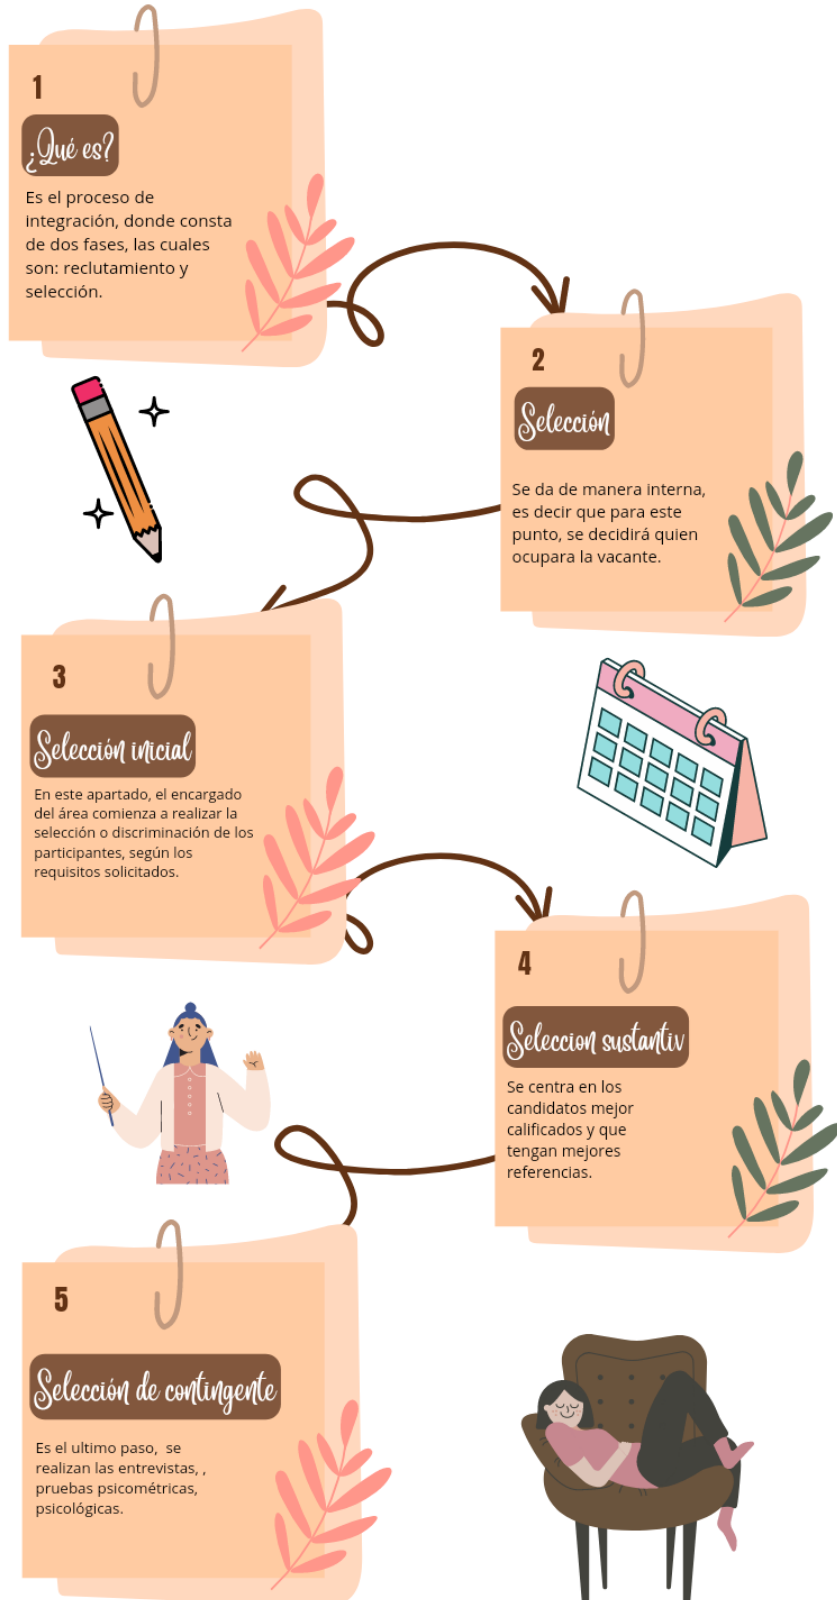 1
¿Qué es?
Es el proceso de
integración, donde consta
de dos fases, las cuales
son: reclutamiento y
selección.
2
Selección
Se da de manera interna,
es decir que para este
punto, se decidirá quien
ocupara la vacante.
3
Selección inicial
En este apartado, el encargado
del área comienza a realizar la
selección o discriminación de los
participantes, según los
requisitos solicitados.
4
Seleccion sustantiv
Se centra en los
candidatos mejor
calificados y que
tengan mejores
referencias.
5
Selección de contingente
Es el ultimo paso,  se
realizan las entrevistas, ,
pruebas psicométricas,
psicológicas.